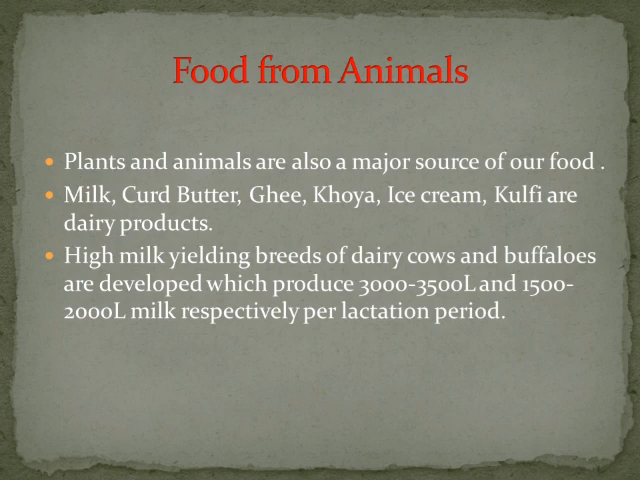 Food from Animals
Plants and animals are also a major source of our food .
Milk, Curd Butter, Ghee, Khoya, Ice cream, Kulfi are
dairy products.
High milk yielding breeds of dairy cows and buffaloes
are developed which produce 3000-3500L and 1500-
2000L milk respectively per lactation period.